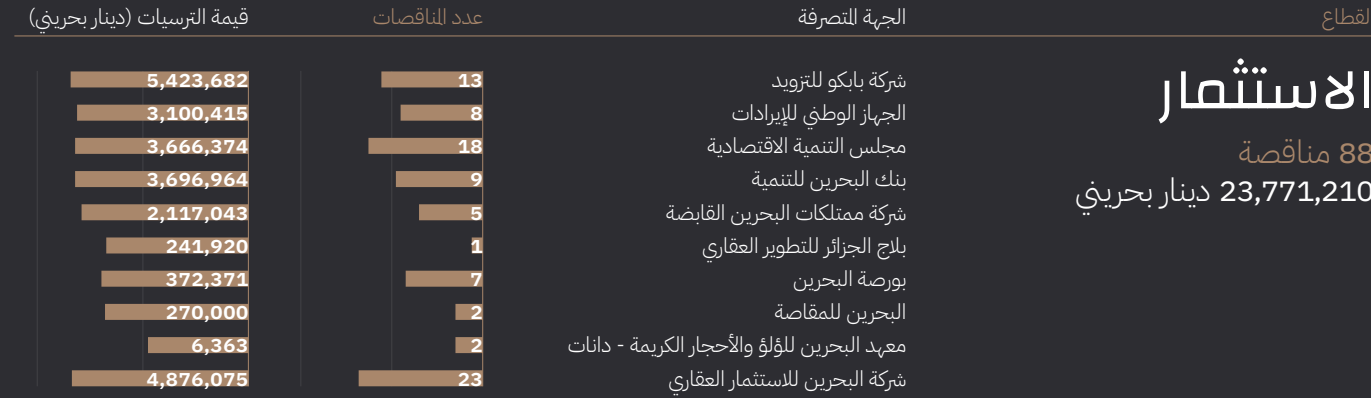 القطاع الجهة المتصرفة عدد المناقصات قيمة الترسيات (دينار بحريني)
الاستثمار
88 مناقصة
23,771,210 دينار بحريني
شركة بابكو للتزويد 13 5,423,682
الجهاز الوطني للإيرادات 8 3,100,415
مجلس التنمية الاقتصادية 18 3,666,374
بنك البحرين للتنمية 9 3,696,964
شركة ممتلكات البحرين القابضة 5 2,117,043
بلاج الجزائر للتطوير العقاري 1 241,920
بورصة البحرين 7 372,371
البحرين للمقاصة 2 270,000
معهد البحرين للؤلؤ والأحجار الكريمة - دانات 2 6,363
شركة البحرين للاستثمار العقاري 23 4,876,075